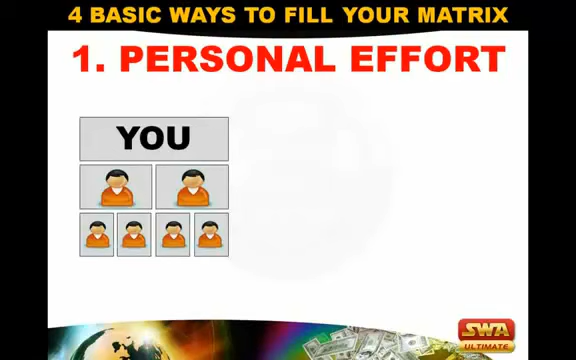 4 BASIC WAYS TO FILL YOUR MATRIX
1. PERSONAL EFFORT
YOU
SWA
ULTIMATE